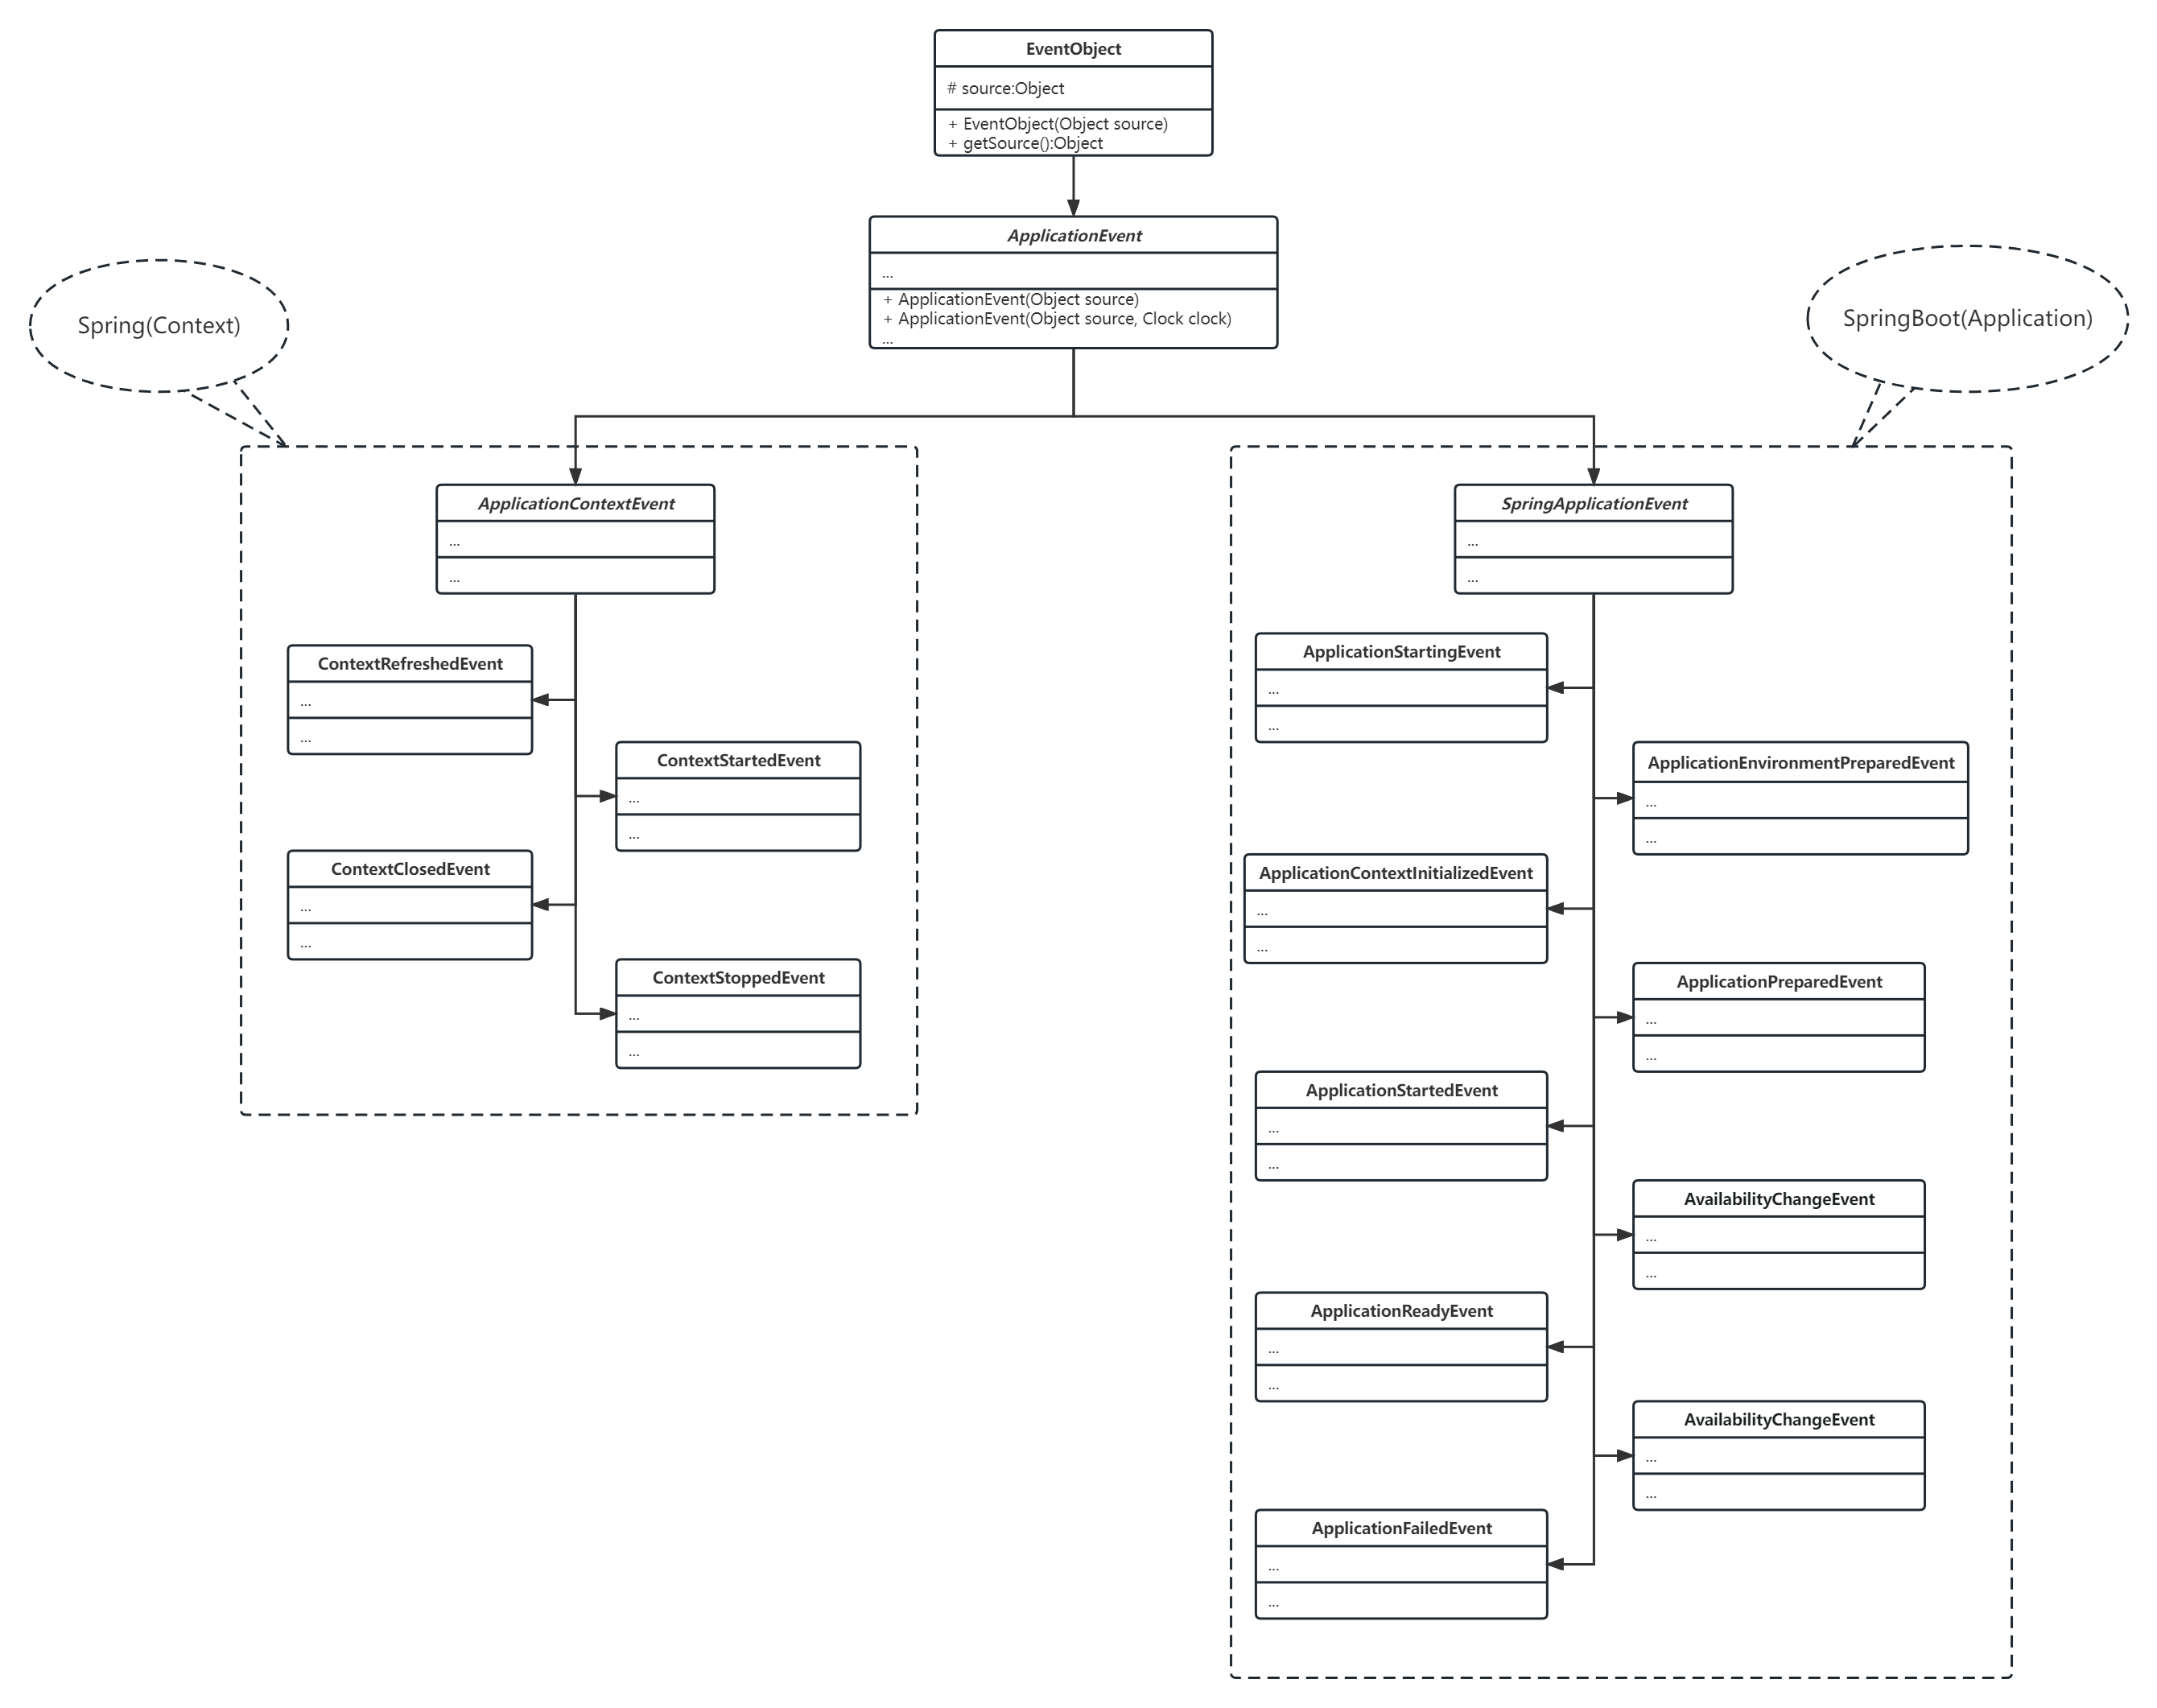 EventObject
# source:Object
+ EventObject(Object source)
+ getSource():Object
ApplicationEvent
...
+ ApplicationEvent(Object source)
+ ApplicationEvent(Object source, Clock clock)
...
Spring(Context)
SpringBoot(Application)
ApplicationContextEvent
...
...
ContextRefreshedEvent
...
...
ContextStartedEvent
...
...
ContextClosedEvent
...
...
ContextStoppedEvent
...
...
SpringApplicationEvent
...
...
ApplicationStartingEvent
...
...
ApplicationEnvironmentPreparedEvent
...
...
ApplicationContextInitializedEvent
...
...
ApplicationPreparedEvent
...
...
ApplicationStartedEvent
...
...
AvailabilityChangeEvent
...
...
ApplicationReadyEvent
...
...
AvailabilityChangeEvent
...
...
ApplicationFailedEvent
...
...